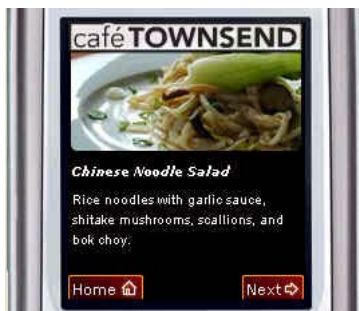 café TOWNSEND
Chinese Noodle Salad
Rice noodles with garlic sauce,
shitake mushrooms, scallions, and
bok choy.
Home
Next